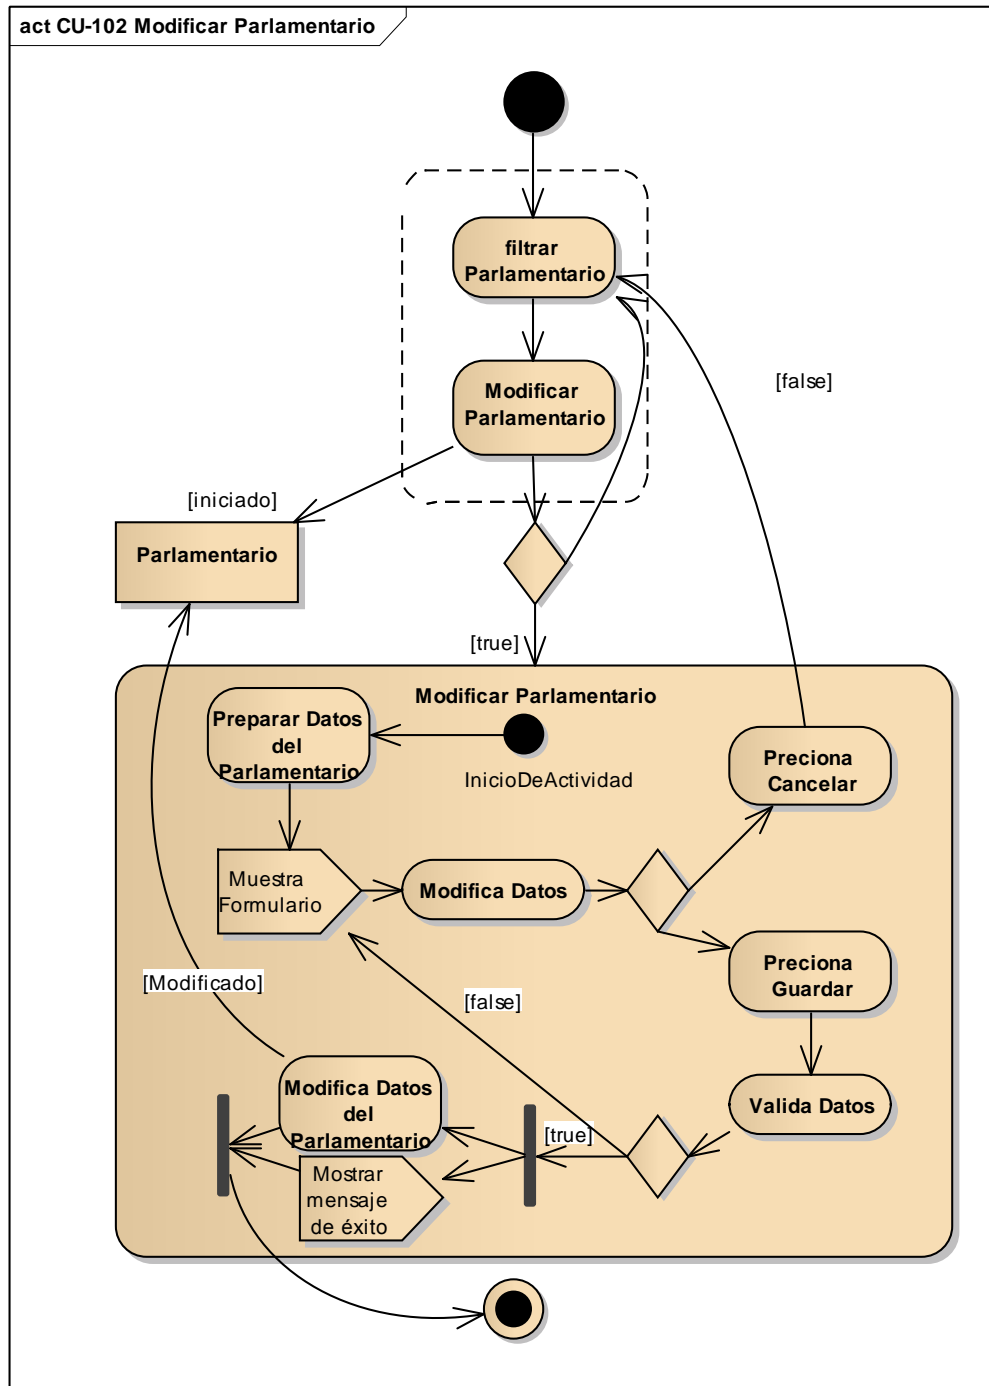 act CU-102 Modificar Parlamentario
filtrar
Parlamentario
[false]
Modificar
Parlamentario
[iniciado]
Parlamentario
[true]
Modificar Parlamentario
Preparar Datos
del
Parlamentario
InicioDeActividad
Preciona
Cancelar
Muestra
Formulario
Modifica Datos
Preciona
Guardar
[Modificado]
[false]
Modifica Datos
del
Parlamentario
Valida Datos
[true]
Mostrar
mensaje
de éxito